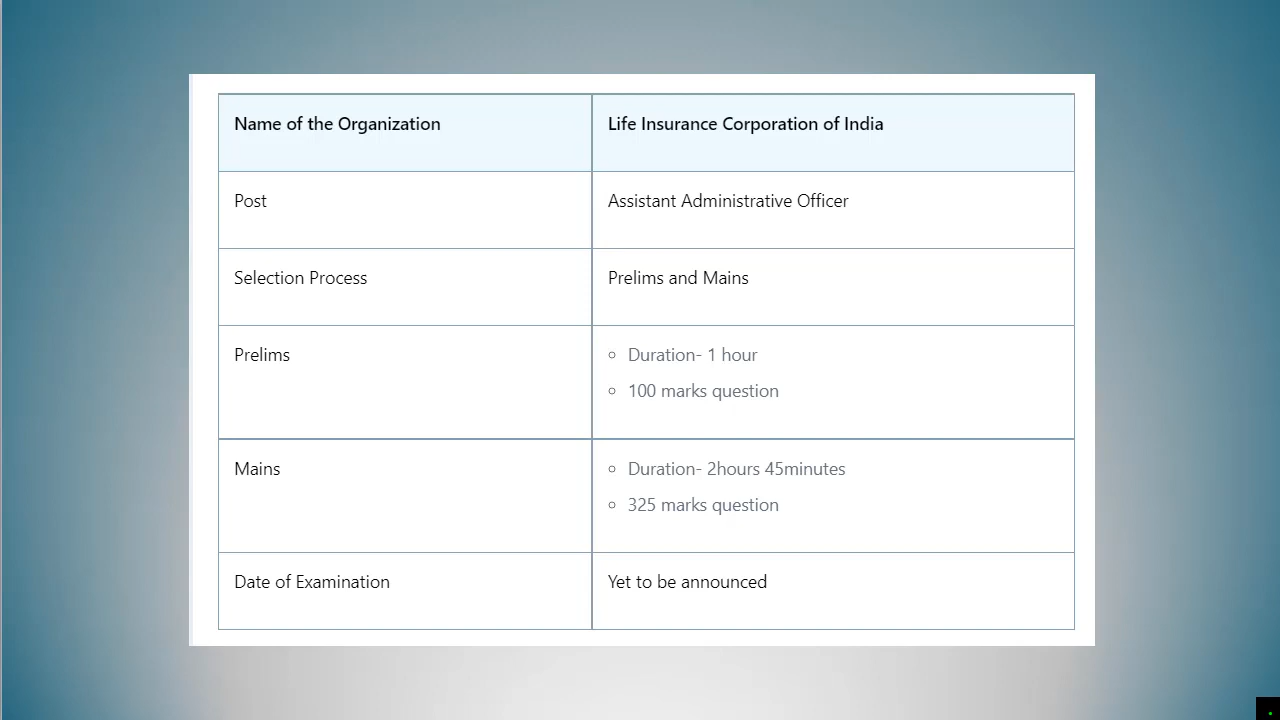 Name of the Organization
Life Insurance Corporation of India
Post
Assistant Administrative Officer
Selection Process
Prelims and Mains
Prelims
Duration- 1 hour
100 marks question
Mains
Duration- 2hours 45minutes
325 marks question
Date of Examination
Yet to be announced